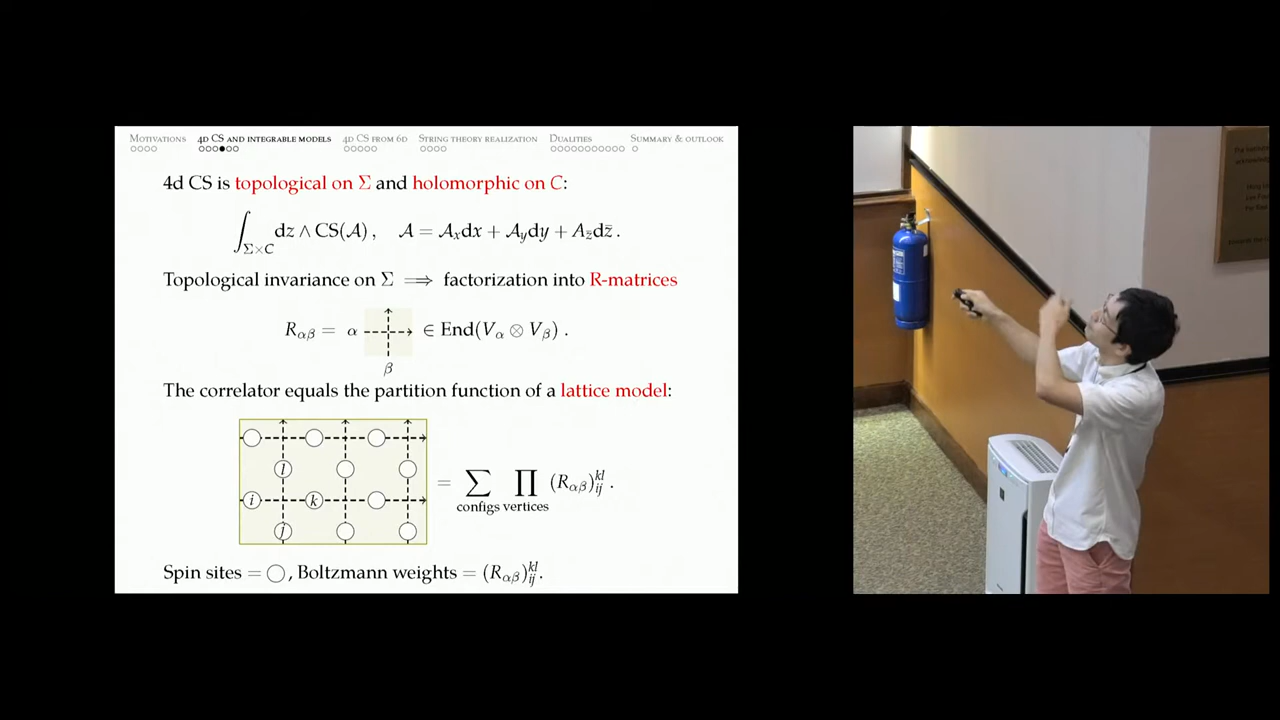 MOTIVATIONS 4D CS AND INTEGRABLE MODELS 4D CS FROM 6D STRING THEORY REALIZATION DUALITIES SUMMARY & OUTLOOK
4d CS is topological on Σ and holomorphic on C:
∫_{Σ×C} dz ∧ CS(𝒜) , 𝒜 = 𝒜_x dx + 𝒜_y dy + A_z̄ dz̄ .
Topological invariance on Σ ⟹ factorization into R-matrices
R_{αβ} = α β ∈ End(V_α ⊗ V_β) .
The correlator equals the partition function of a lattice model:
l
i k
j
= ∑_{configs} ∏_{vertices} (R_{αβ})_{ij}^{kl} .
Spin sites = ◯, Boltzmann weights = (R_{αβ})_{ij}^{kl}.